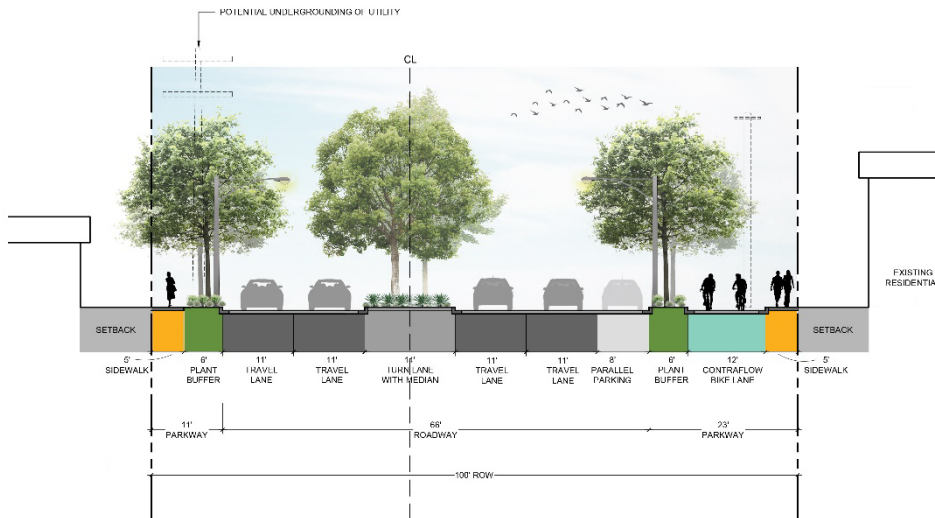 POTENTIAL UNDERGROUNDING OF UTILITY
CL
EXISTING
RESIDENTIA
SETBACK
SETBACK
5'
SIDEWALK
6'
PLANT
BUFFER
11'
TRAVEL
LANE
11'
TRAVEL
LANE
14'
TURN LANE
WITH MEDIAN
11'
TRAVEL
LANE
11'
TRAVEL
LANE
8'
PARALLEL
PARKING
6'
PLANT
BUFFER
12'
CONTRAFLOW
BIKE LANE
5'
SIDEWALK
11'
PARKWAY
66'
ROADWAY
23'
PARKWAY
100' ROW